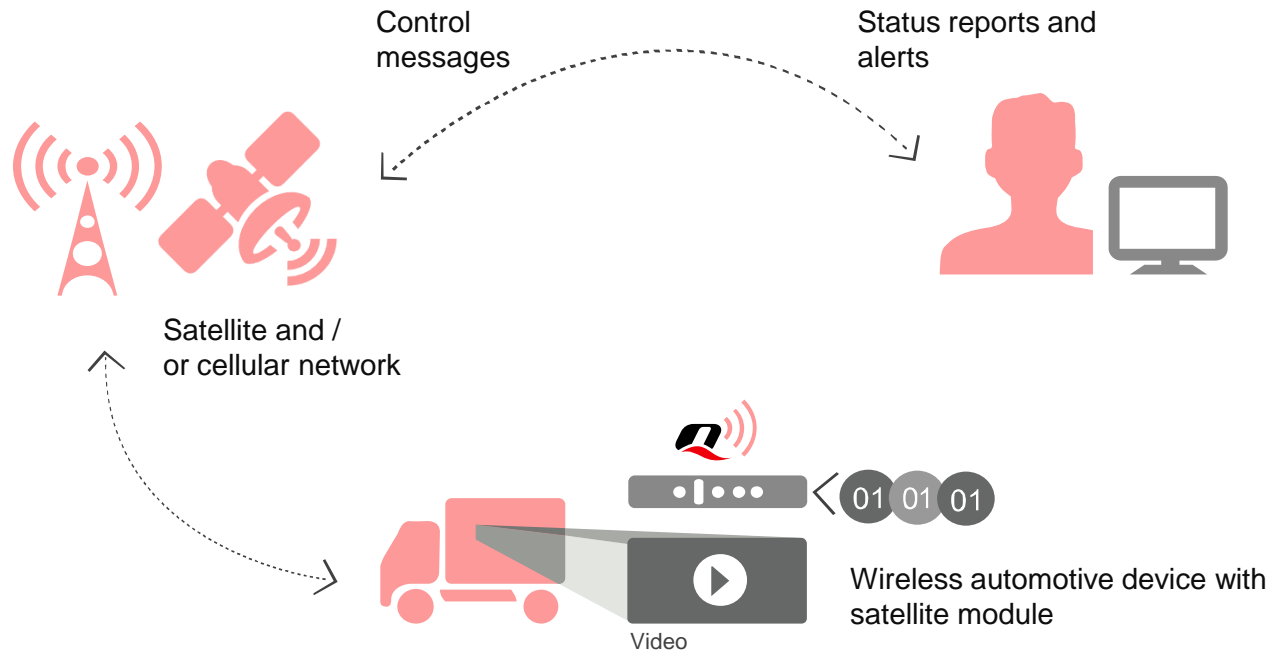 Control
messages
Status reports and
alerts
Satellite and /
or cellular network
01 01 01
Wireless automotive device with
satellite module
Video